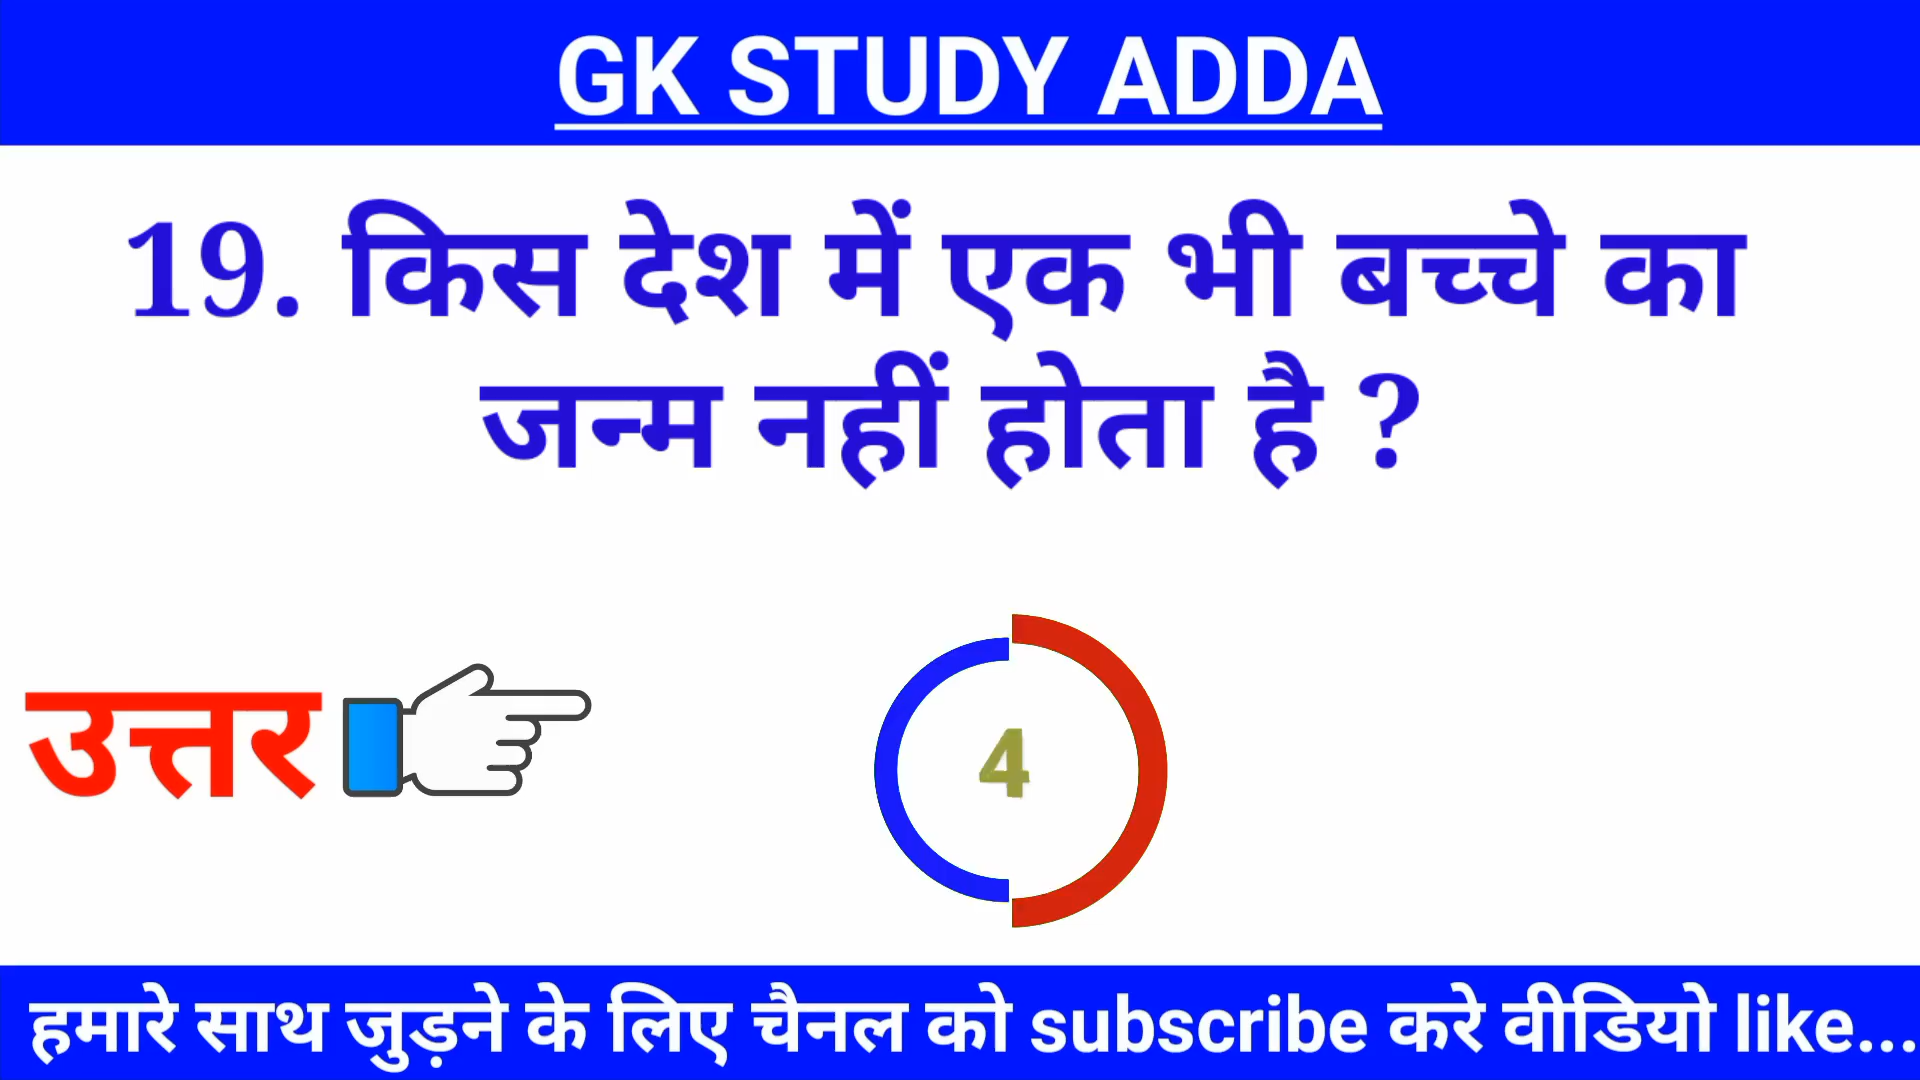 GK STUDY ADDA
19. किस देश में एक भी बच्चे का
जन्म नहीं होता है ?
उत्तर
4
हमारे साथ जुड़ने के लिए चैनल को subscribe करे वीडियो like...